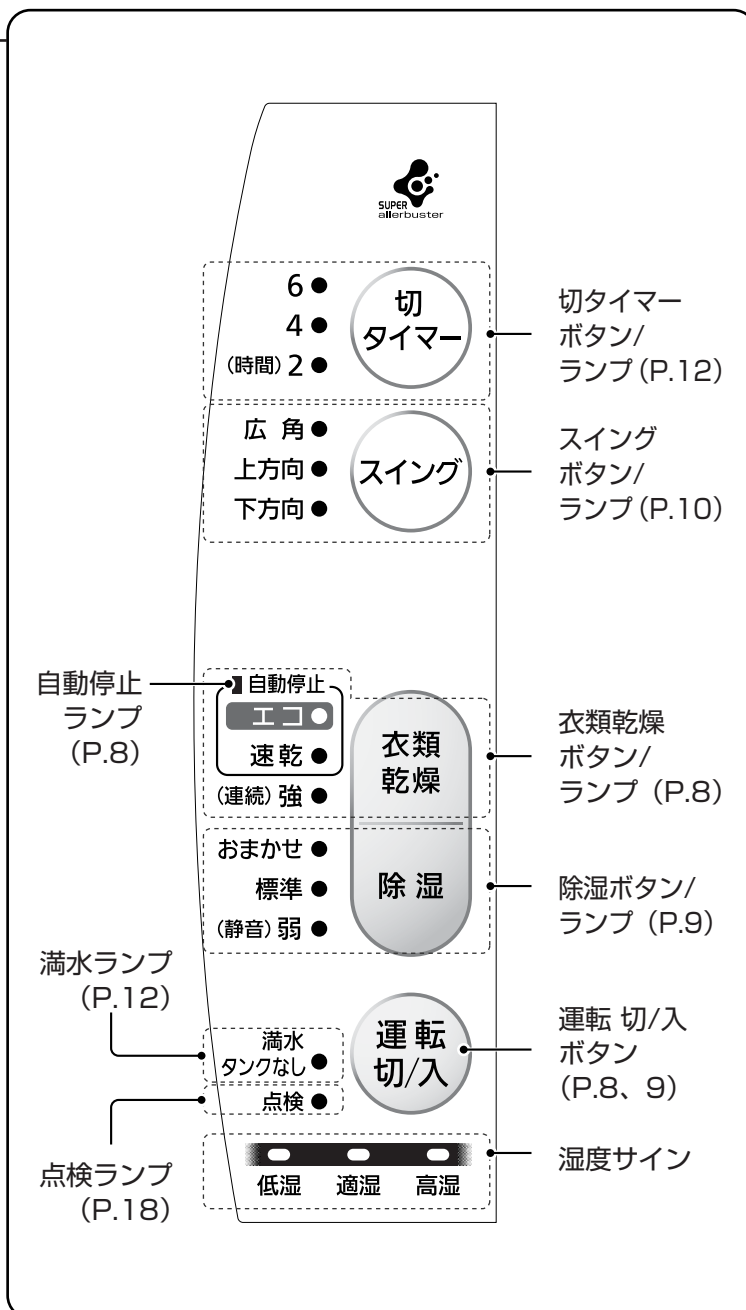 SUPER
allerbuster
6
4
(時間) 2
切
タイマー
切タイマー
ボタン/
ランプ(P.12)
広 角
上方向
下方向
スイング
スイング
ボタン/
ランプ(P.10)
自動停止
ランプ
(P.8)
自動停止
エコ
速乾
(連続) 強
衣類
乾燥
衣類乾燥
ボタン/
ランプ (P.8)
おまかせ
標準
(静音) 弱
除 湿
除湿ボタン/
ランプ (P.9)
満水ランプ
(P.12)
満水
タンクなし
点検
点検ランプ
(P.18)
運転
切/入
運転 切/入
ボタン
(P.8、9)
低湿 適湿 高湿
湿度サイン